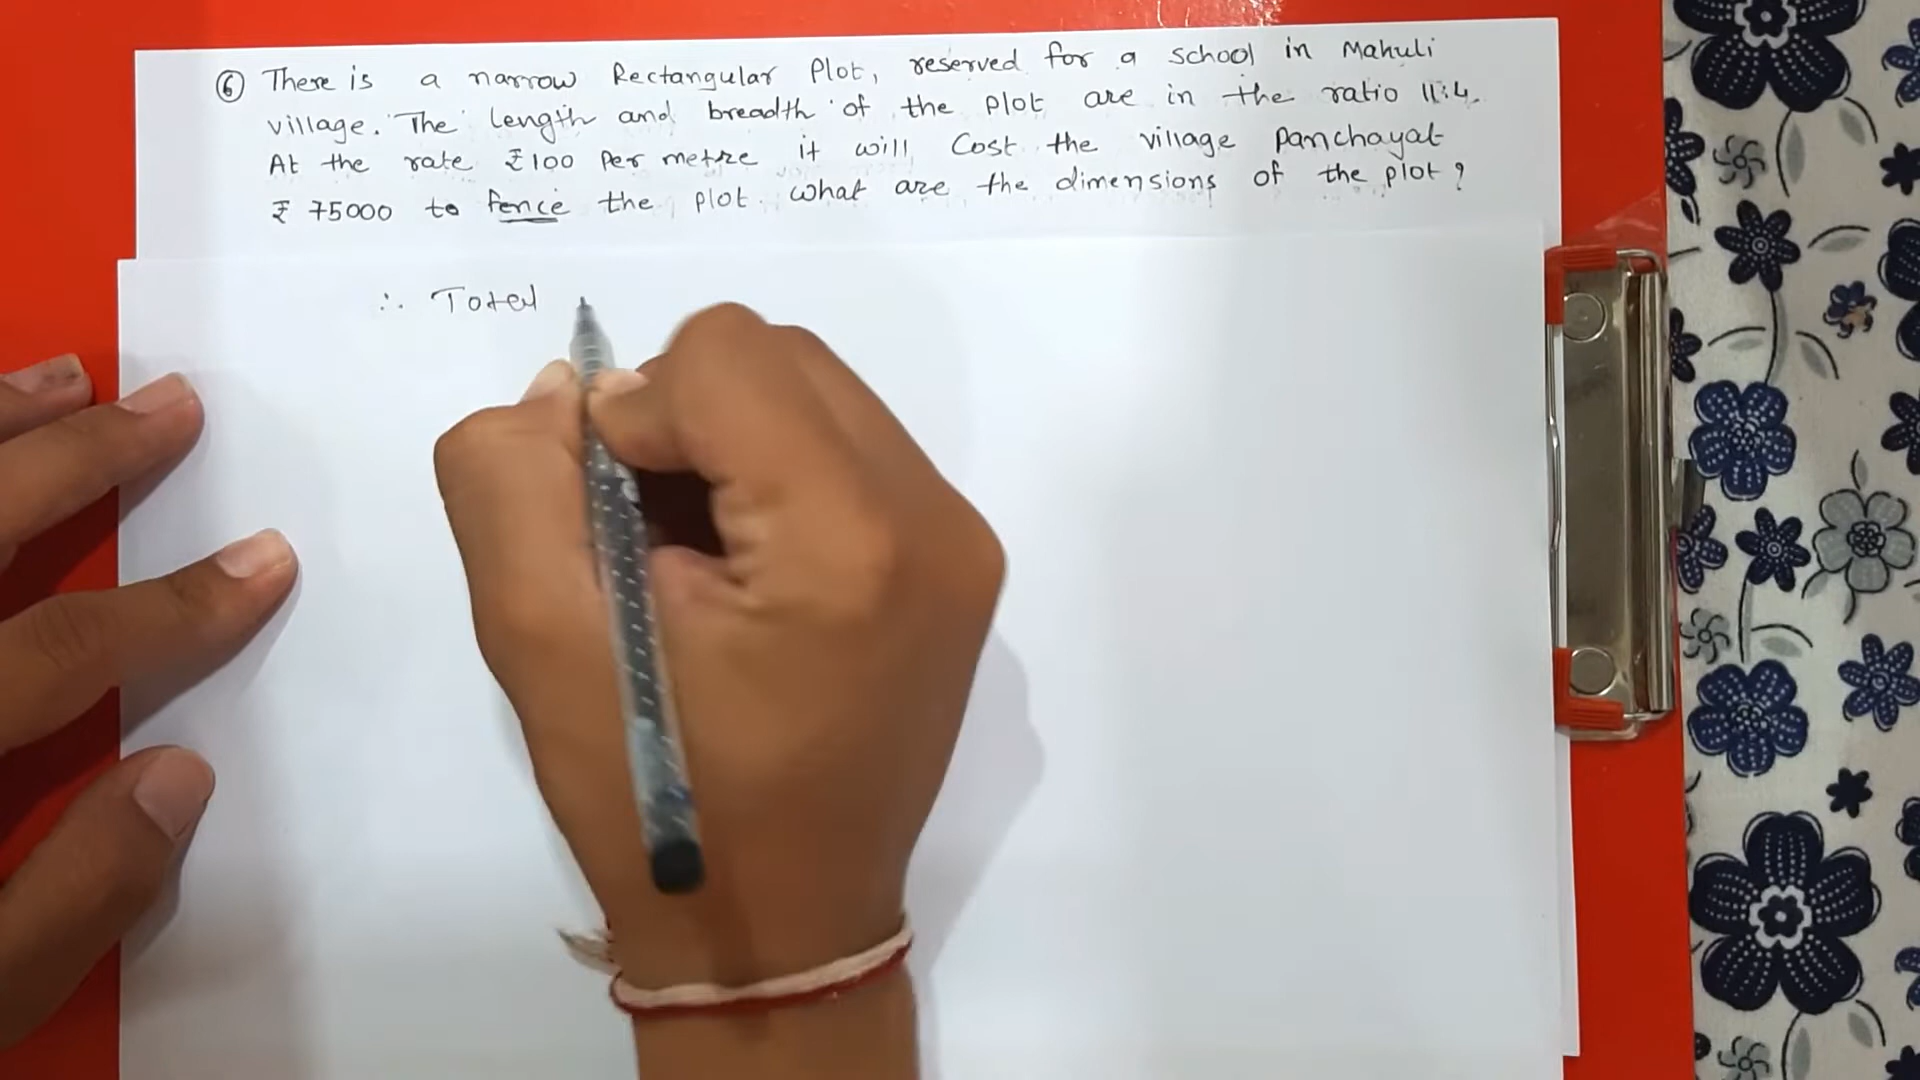 ⑥ There is a narrow Rectangular Plot, reserved for a school in Mahuli
village. The length and breadth of the plot are in the ratio 11:4.
At the rate ₹100 Per metre it will Cost the village Panchayat
₹ 75000 to fence the plot. what are the dimensions of the plot ?
∴ Total